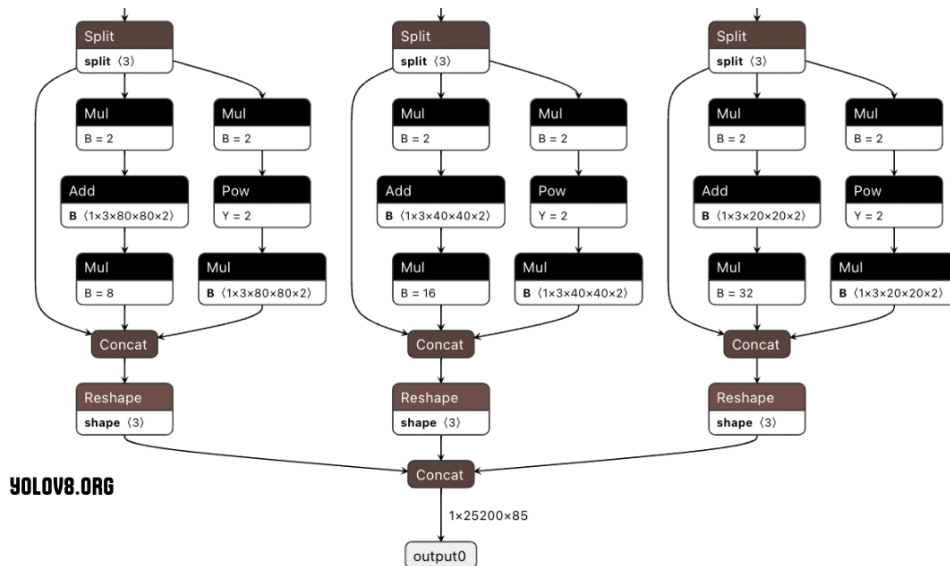 Split Split Split
split ⟨3⟩ split ⟨3⟩ split ⟨3⟩
Mul Mul Mul Mul Mul Mul
B = 2 B = 2 B = 2 B = 2 B = 2 B = 2
Add Pow Add Pow Add Pow
B ⟨1×3×80×80×2⟩ Y = 2 B ⟨1×3×40×40×2⟩ Y = 2 B ⟨1×3×20×20×2⟩ Y = 2
Mul Mul Mul Mul Mul Mul
B = 8 B ⟨1×3×80×80×2⟩ B = 16 B ⟨1×3×40×40×2⟩ B = 32 B ⟨1×3×20×20×2⟩
Concat Concat Concat
Reshape Reshape Reshape
shape ⟨3⟩ shape ⟨3⟩ shape ⟨3⟩
Concat
YOLOV8.ORG
1×25200×85
output0